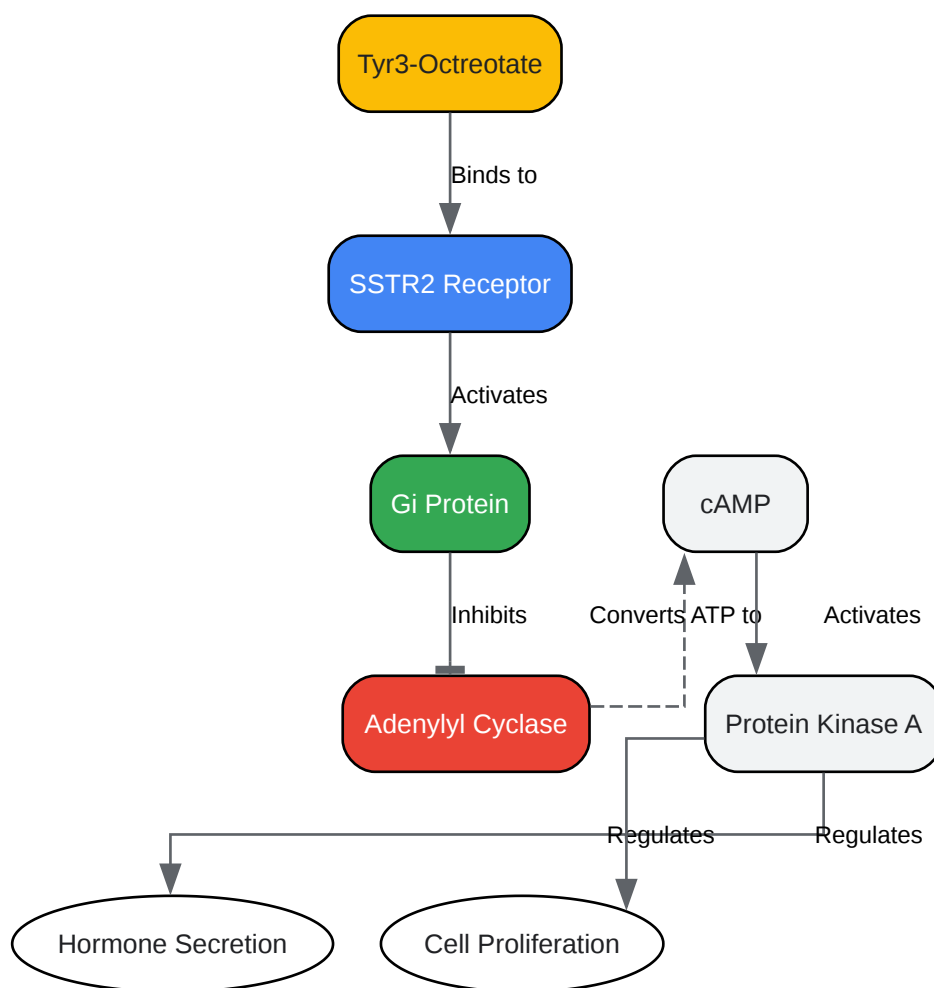 Tyr3-Octreotate
Binds to
SSTR2 Receptor
Activates
Gi Protein
cAMP
Inhibits
Converts ATP to
Activates
Adenylyl Cyclase
Protein Kinase A
Regulates
Regulates
Hormone Secretion
Cell Proliferation